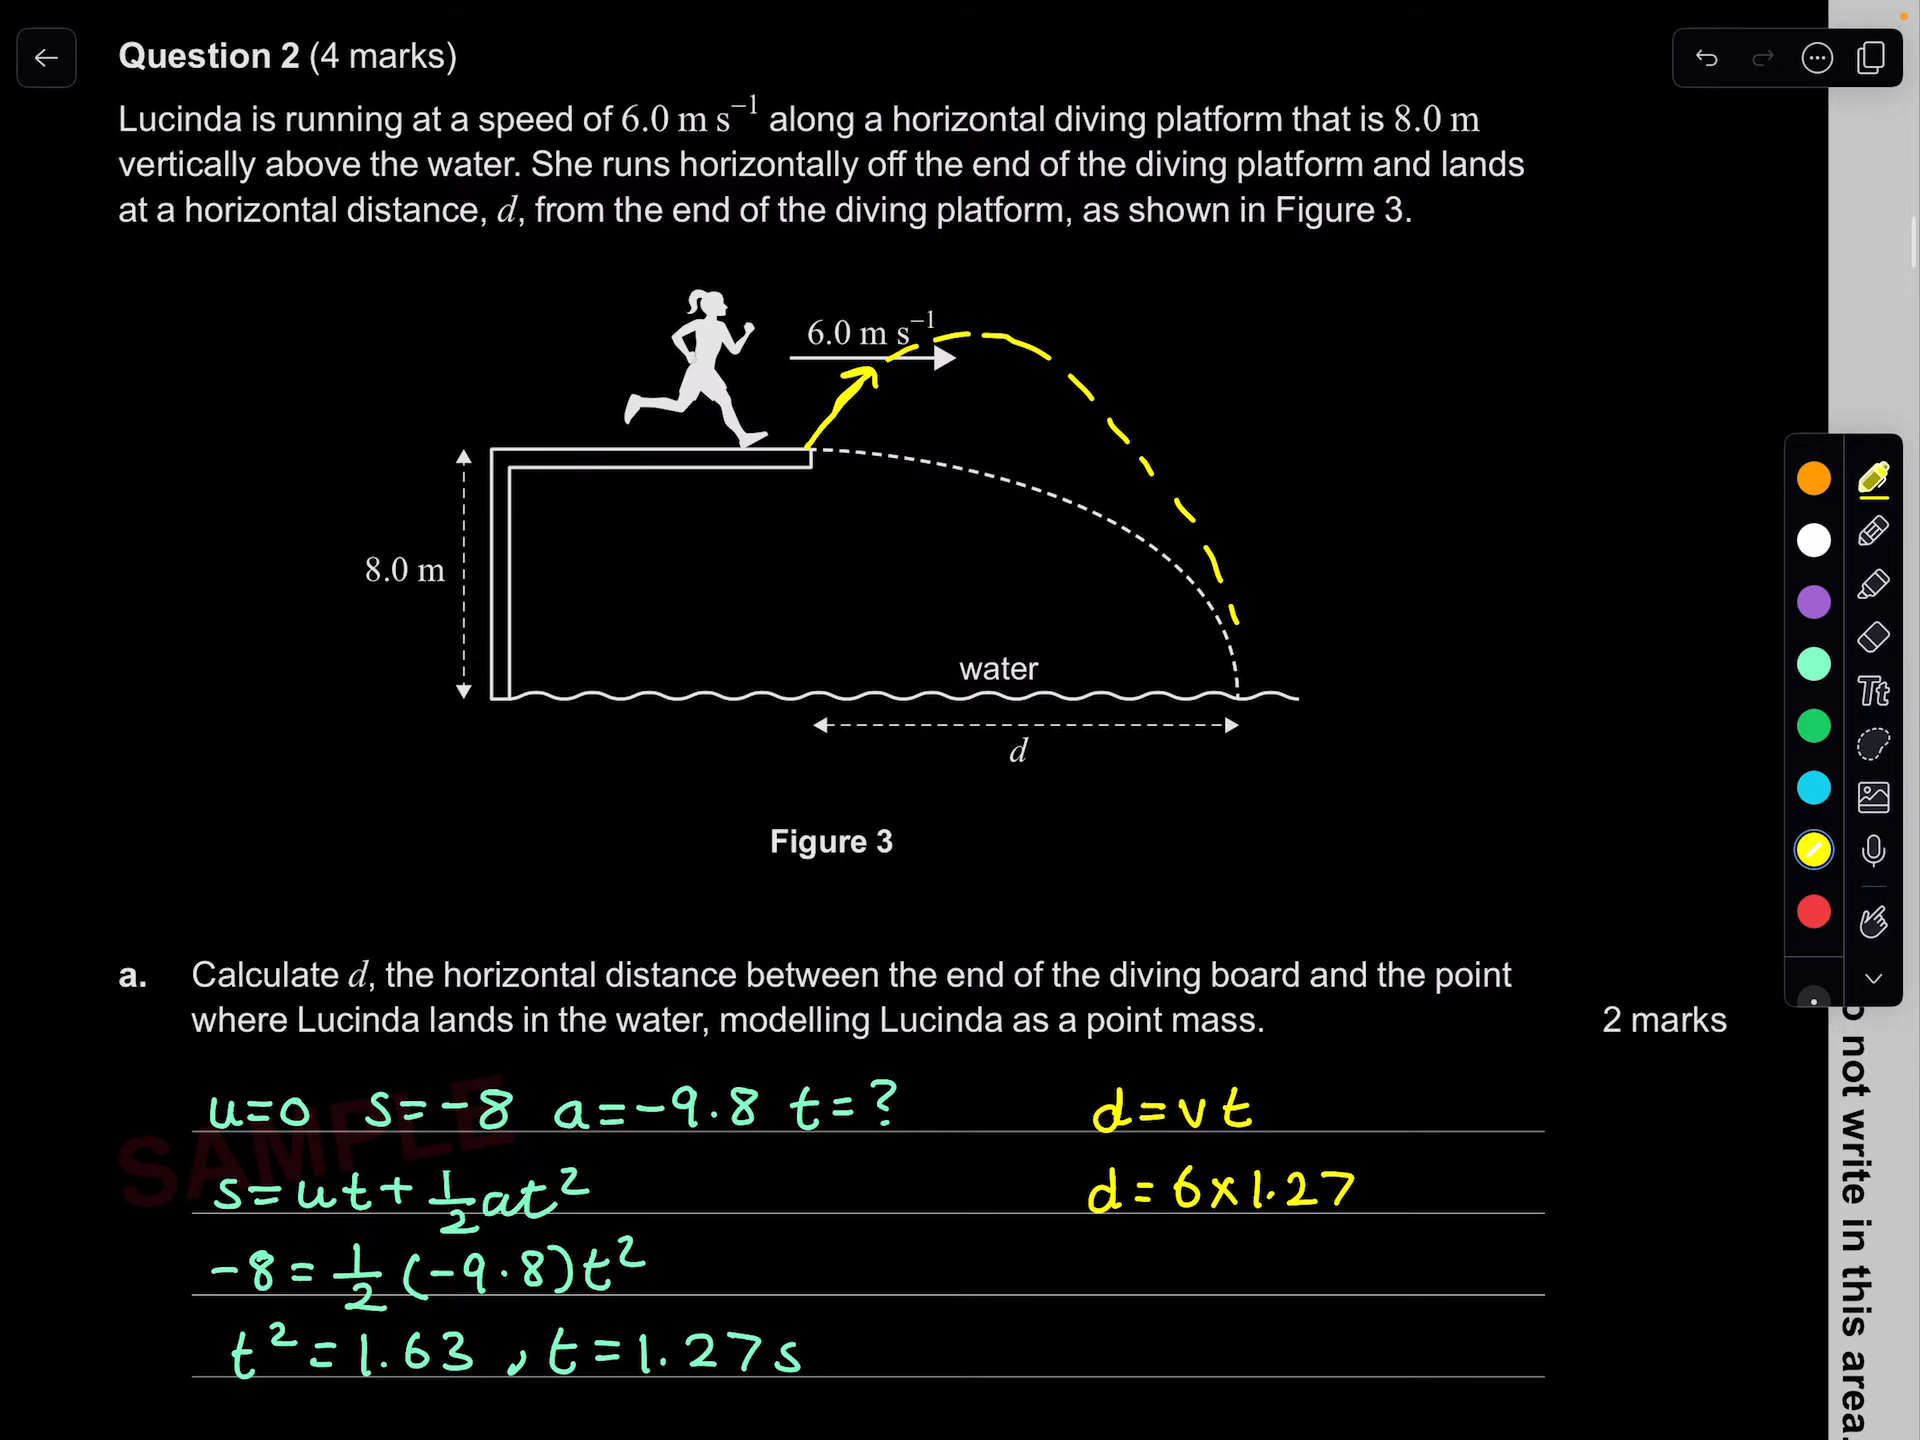 Question 2 (4 marks)
Lucinda is running at a speed of 6.0 m s⁻¹ along a horizontal diving platform that is 8.0 m
vertically above the water. She runs horizontally off the end of the diving platform and lands
at a horizontal distance, d, from the end of the diving platform, as shown in Figure 3.
6.0 m s⁻¹
8.0 m
water
d
Figure 3
a. Calculate d, the horizontal distance between the end of the diving board and the point
where Lucinda lands in the water, modelling Lucinda as a point mass. 2 marks
SAMPLE
u=0 s=-8 a=-9.8 t=? d=vt
s=ut+½at² d=6×1.27
-8=½(-9.8)t²
t²=1.63, t=1.27s
Tt
not write in this area.